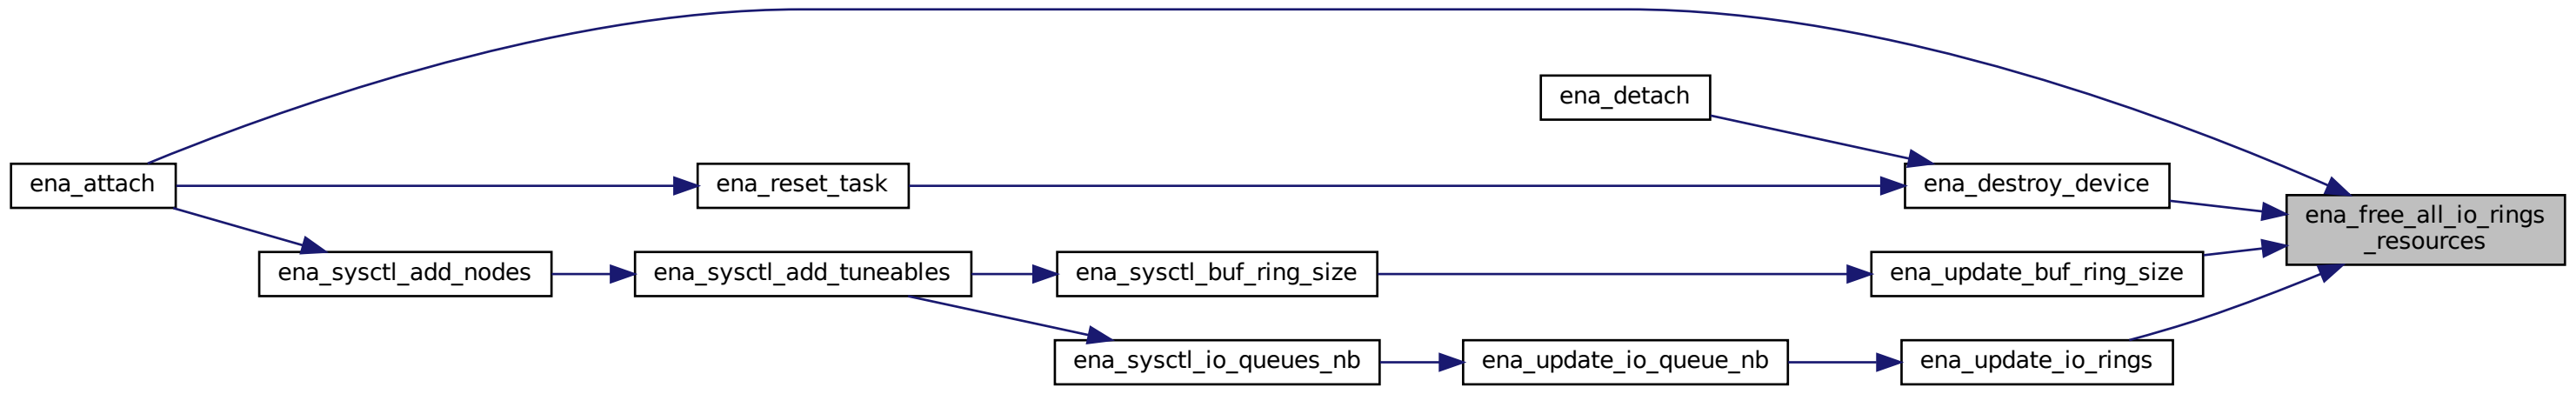 ena_detach
ena_attach
ena_reset_task
ena_destroy_device
ena_free_all_io_rings
_resources
ena_sysctl_add_nodes
ena_sysctl_add_tuneables
ena_sysctl_buf_ring_size
ena_update_buf_ring_size
ena_sysctl_io_queues_nb
ena_update_io_queue_nb
ena_update_io_rings